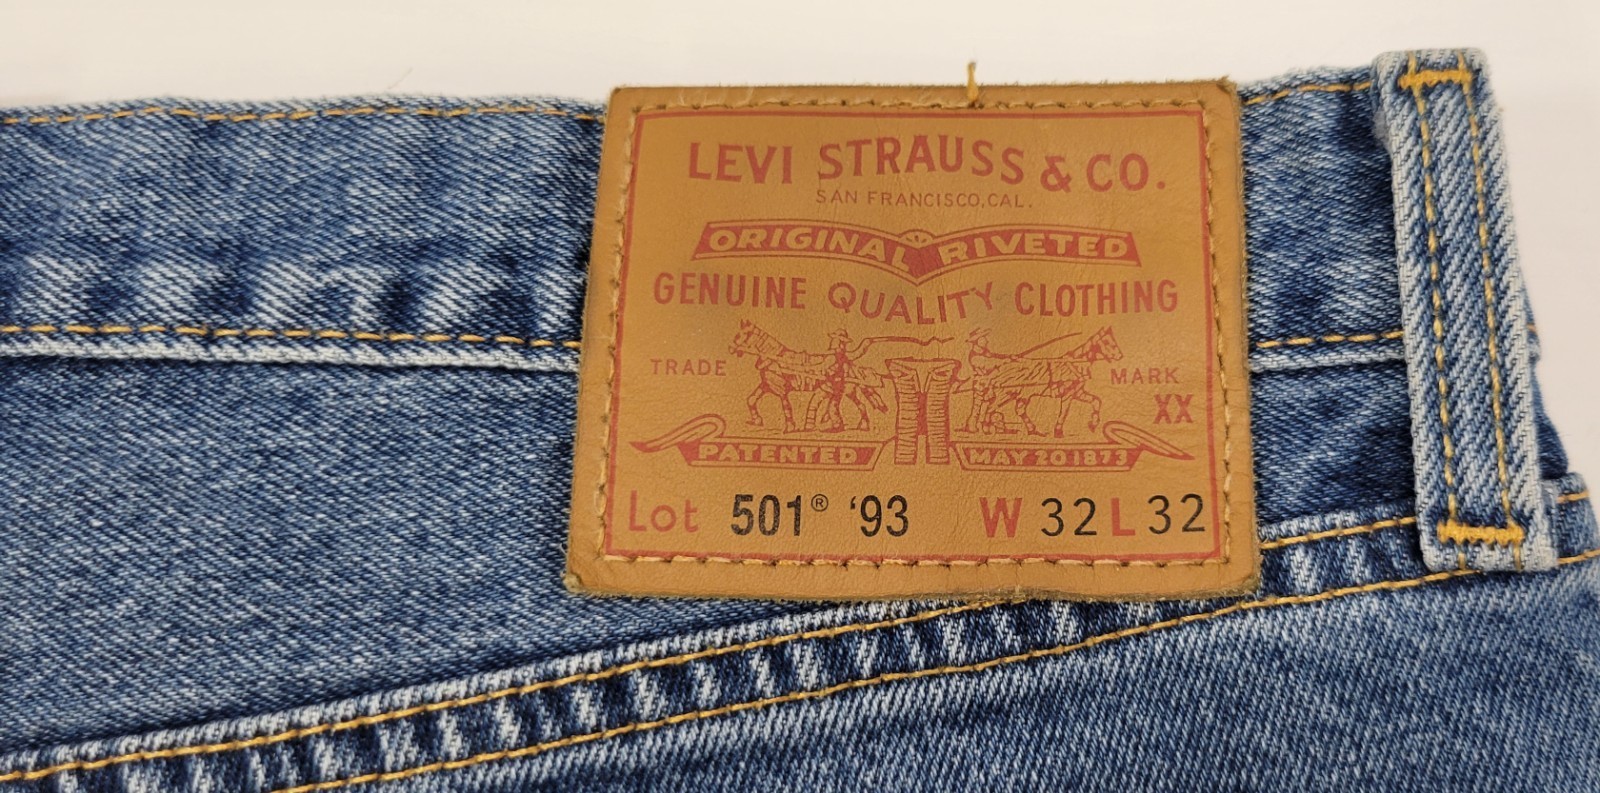 LEVI STRAUSS & CO.
SAN FRANCISCO, CAL.
ORIGINAL RIVETED
GENUINE QUALITY CLOTHING
TRADE MARK
XX
PATENTED MAY 20 1873
Lot 501® ‘93 W 32 L 32